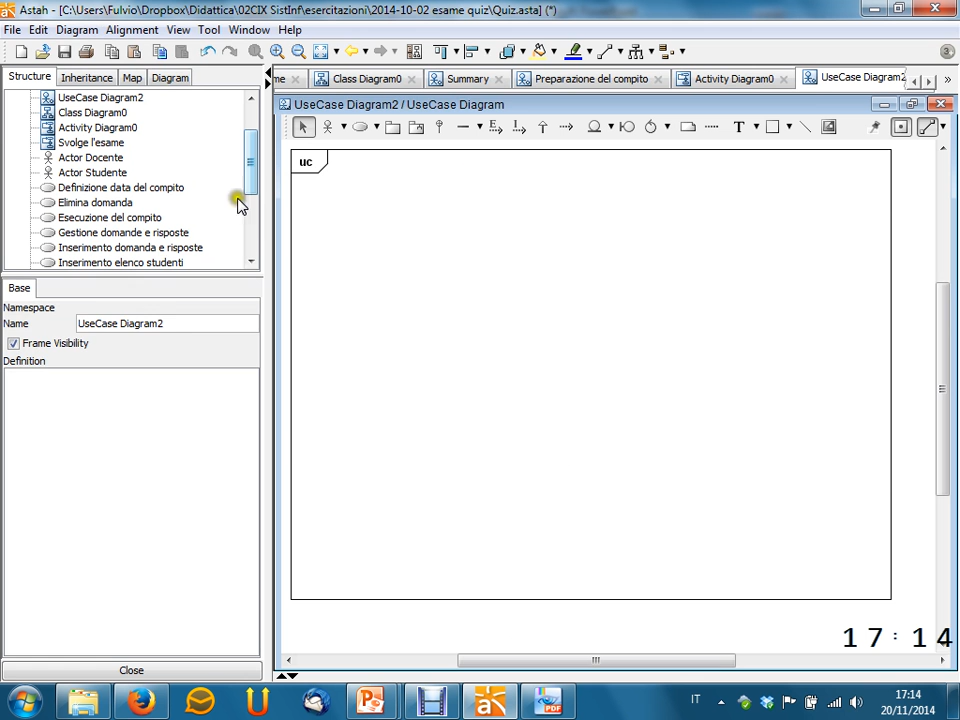 Astah - [C:\Users\Fulvio\Dropbox\Didattica\02CIX SistInf\esercitazioni\2014-10-02 esame quiz\Quiz.asta] (*)
File Edit Diagram Alignment View Tool Window Help
3
Structure Inheritance Map Diagram
me Class Diagram0 Summary Preparazione del compito Activity Diagram0 UseCase Diagram2
UseCase Diagram2 / UseCase Diagram
UseCase Diagram2
Class Diagram0
Activity Diagram0
Svolge l'esame
Actor Docente
Actor Studente
Definizione data del compito
Elimina domanda
Esecuzione del compito
Gestione domande e risposte
Inserimento domanda e risposte
Inserimento elenco studenti
T
uc
Base
Namespace
Name UseCase Diagram2
Frame Visibility
Definition
Close
17:14
IT
17:14
20/11/2014